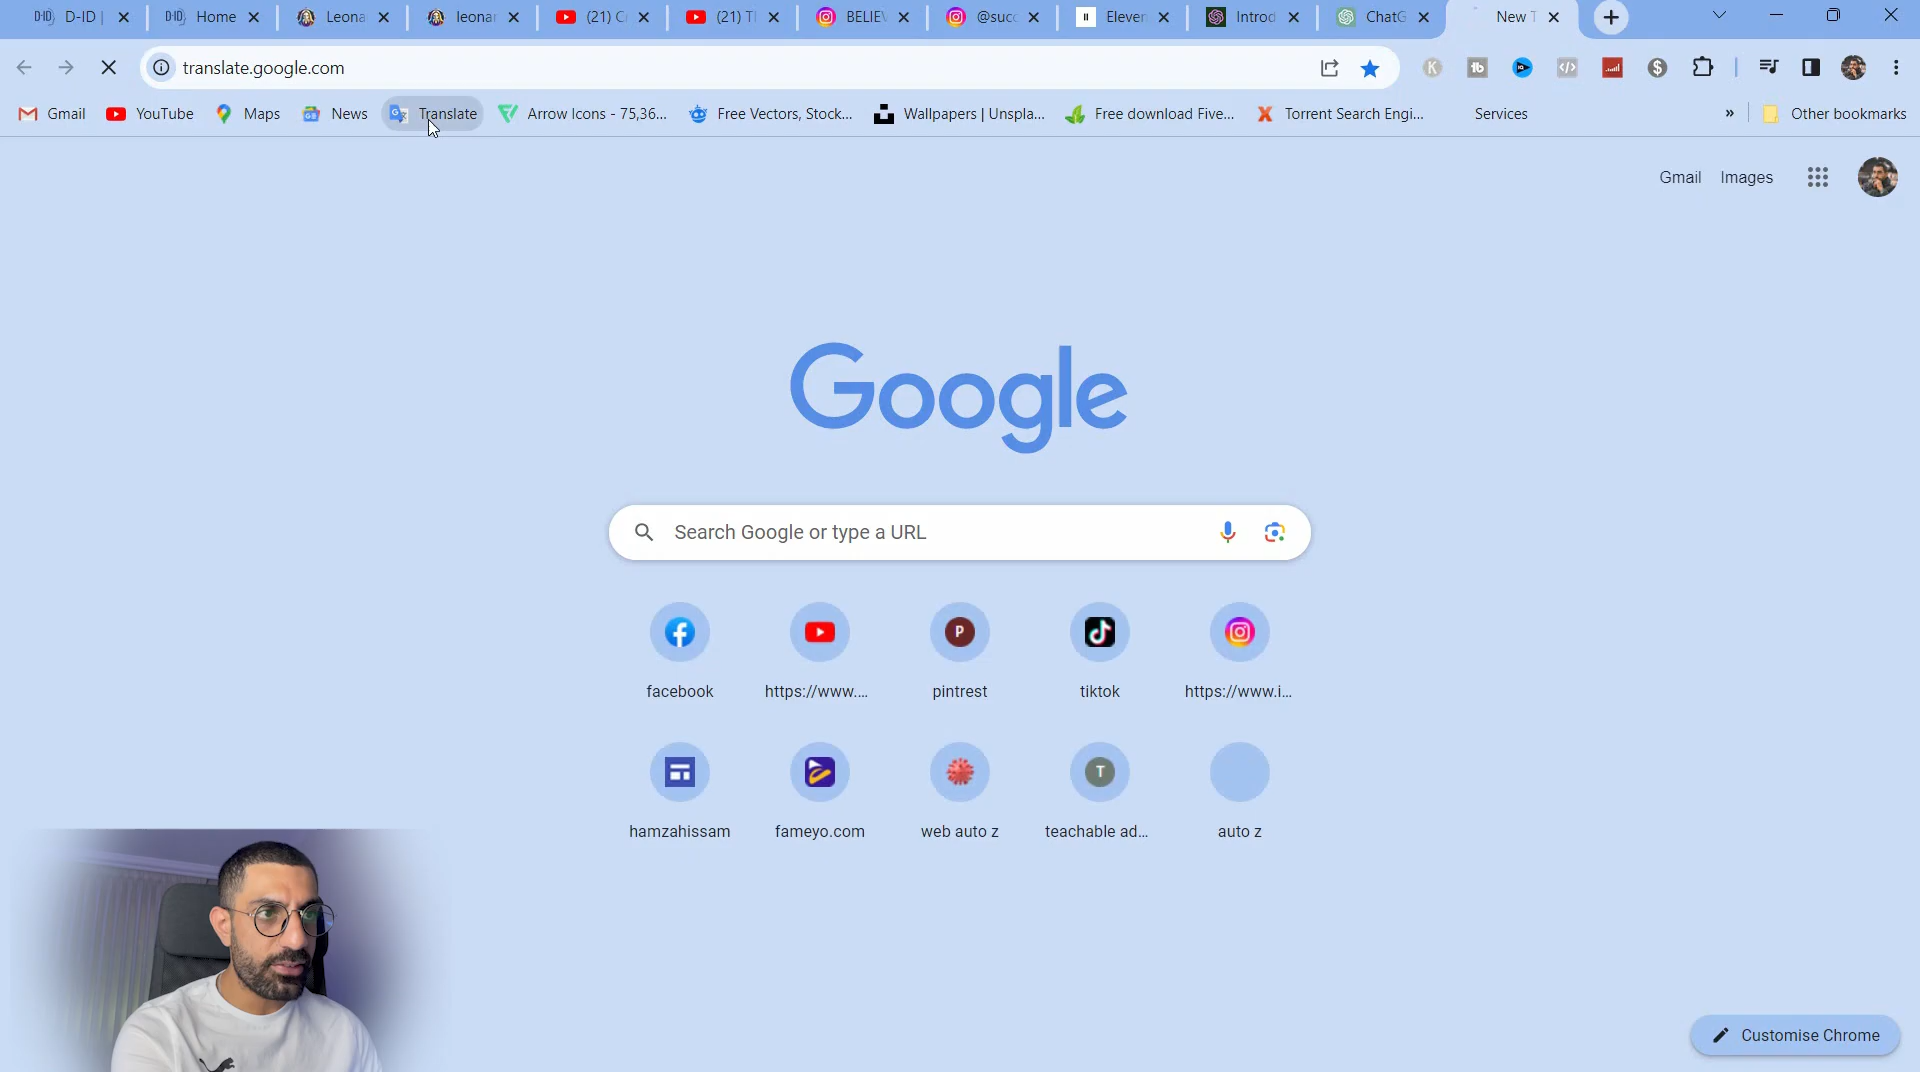 D-ID |
Home
Leona
leonar
(21) C
(21) T
BELIEV
@succ
Eleven
Introd
ChatG
New T
translate.google.com
Gmail
YouTube
Maps
News
Translate
Arrow Icons - 75,36...
Free Vectors, Stock...
Wallpapers | Unspla...
Free download Five...
Torrent Search Engi...
Services
»
Other bookmarks
Gmail
Images
Google
Search Google or type a URL
facebook
https://www....
pintrest
tiktok
https://www.i...
hamzahissam
fameyo.com
web auto z
teachable ad...
auto z
Customise Chrome